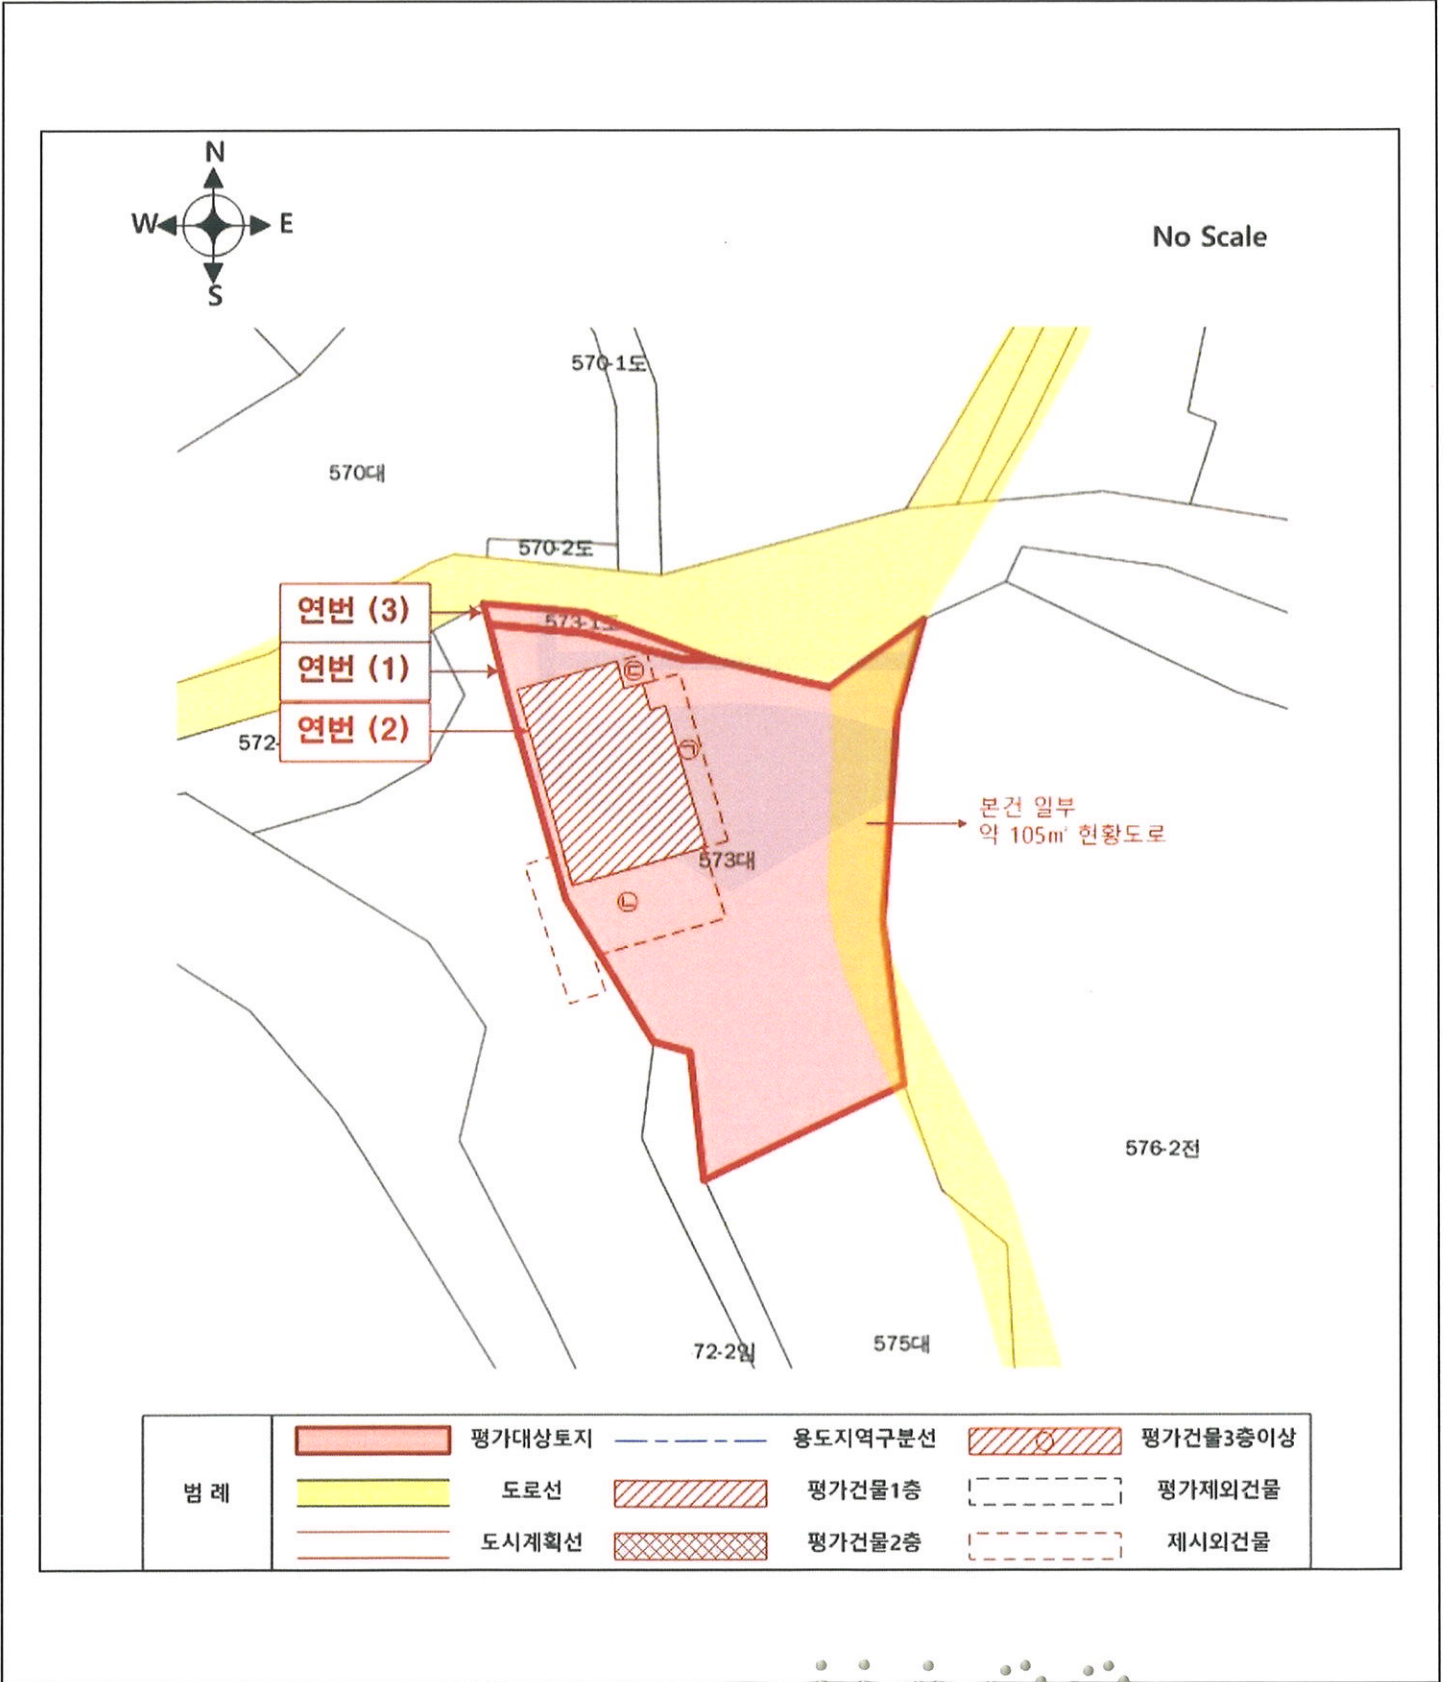 N
W E
S
No Scale
570-1도
570대
570-2도
연번 (3)
573-1도
연번 (1)
㉢
연번 (2)
572-
㉠
본건 일부
약 105㎡ 현황도로
573대
㉡
576-2전
575대
72-2임
범 례
평가대상토지
용도지역구분선
평가건물3층이상
도로선
평가건물1층
평가제외건물
도시계획선
평가건물2층
제시외건물